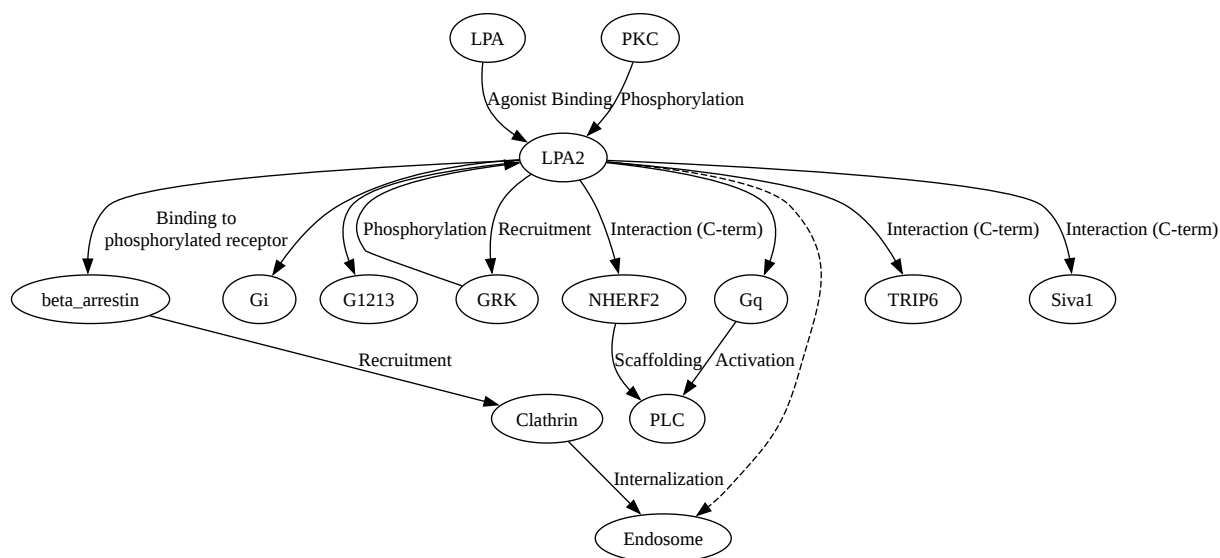 LPA
PKC
Agonist Binding
Phosphorylation
LPA2
Binding to
phosphorylated receptor
Phosphorylation
Recruitment
Interaction (C-term)
Interaction (C-term)
Interaction (C-term)
beta_arrestin
Gi
G1213
GRK
NHERF2
Gq
TRIP6
Siva1
Recruitment
Scaffolding
Activation
Clathrin
PLC
Internalization
Endosome